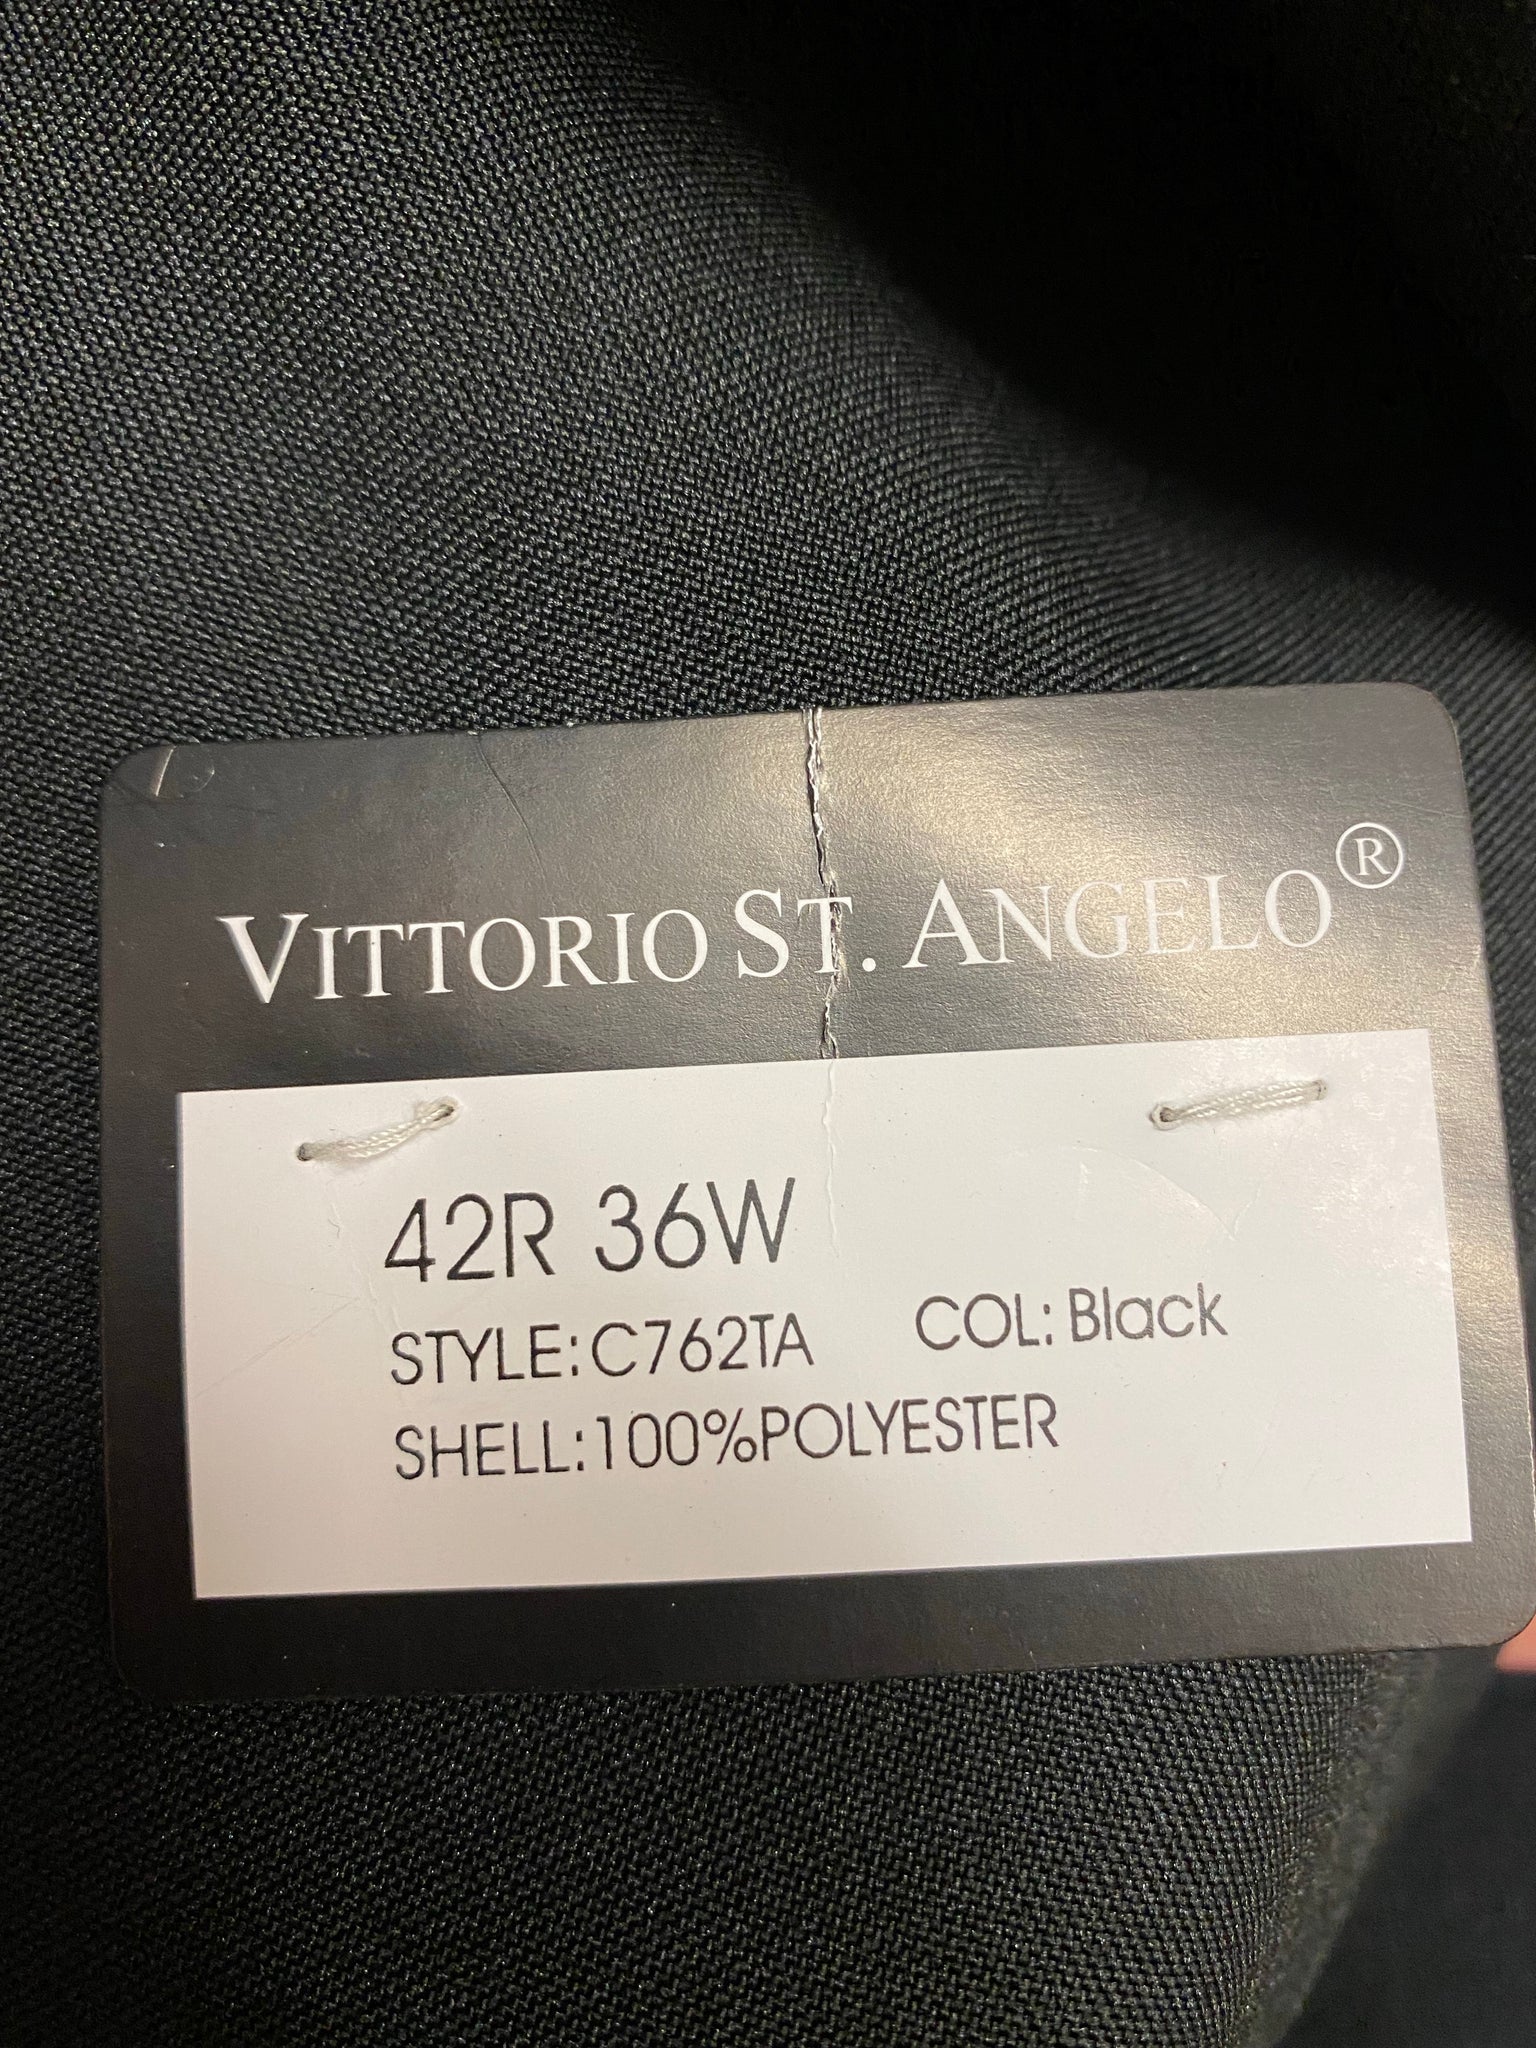 VITTORIO ST. ANGELO®
42R 36W
STYLE:C762TA COL: Black
SHELL:100%POLYESTER